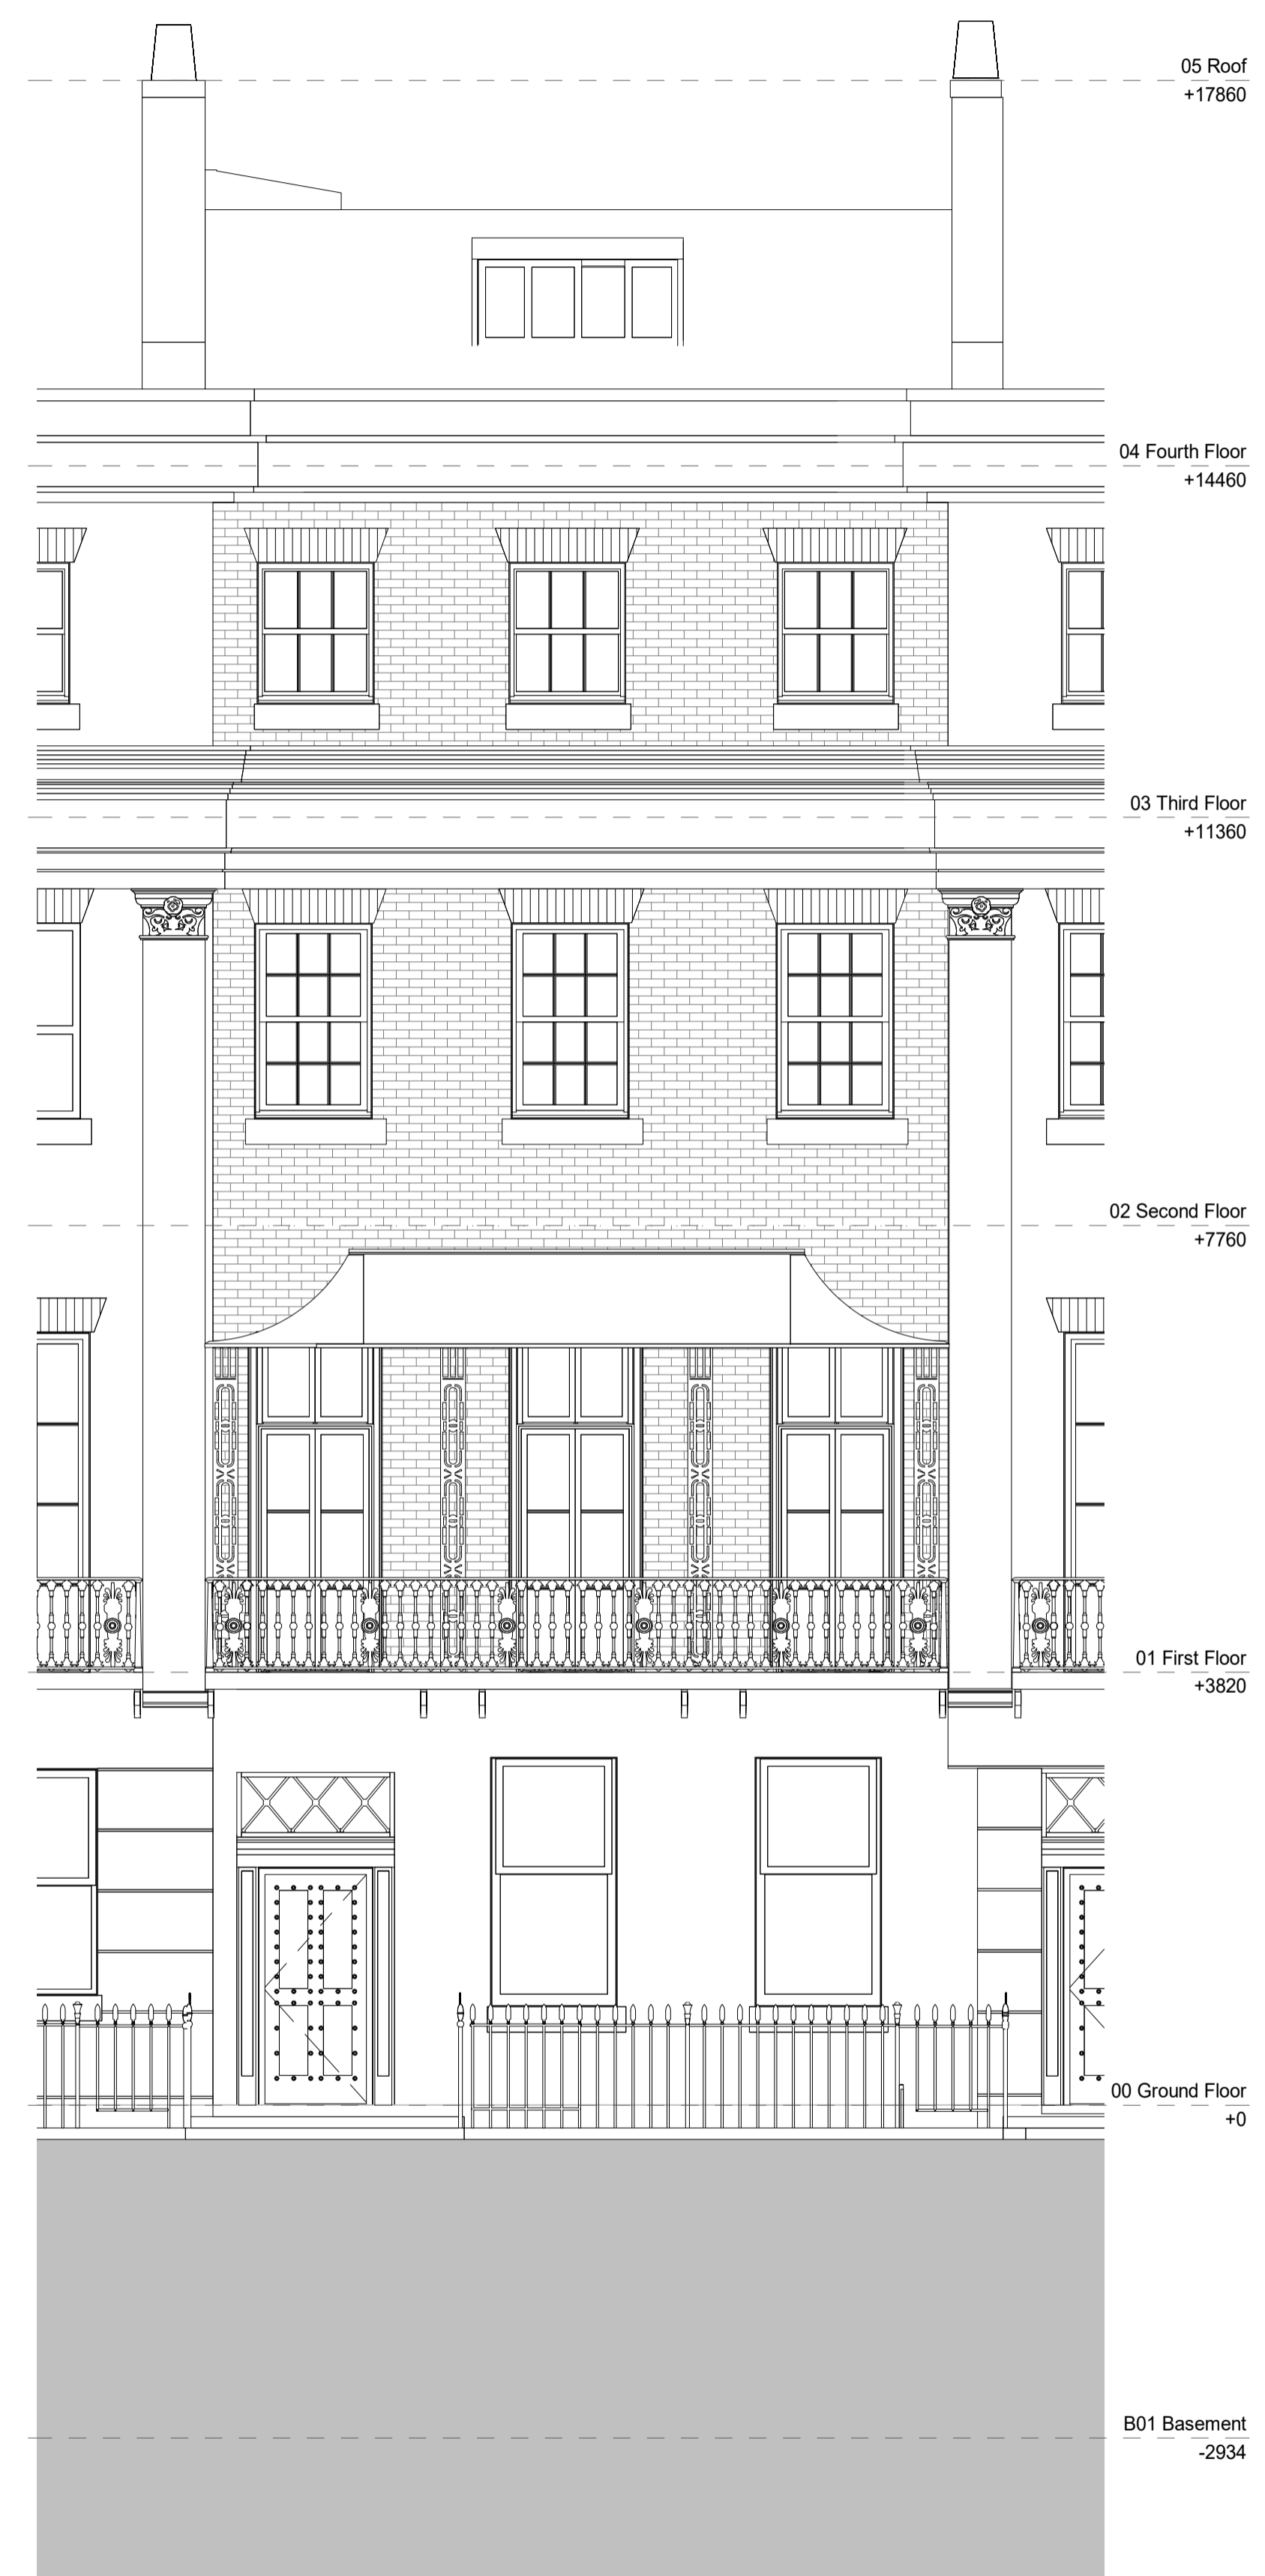 05 Roof
+17860
04 Fourth Floor
+14460
03 Third Floor
+11360
02 Second Floor
+7760
01 First Floor
+3820
00 Ground Floor
+0
B01 Basement
-2934